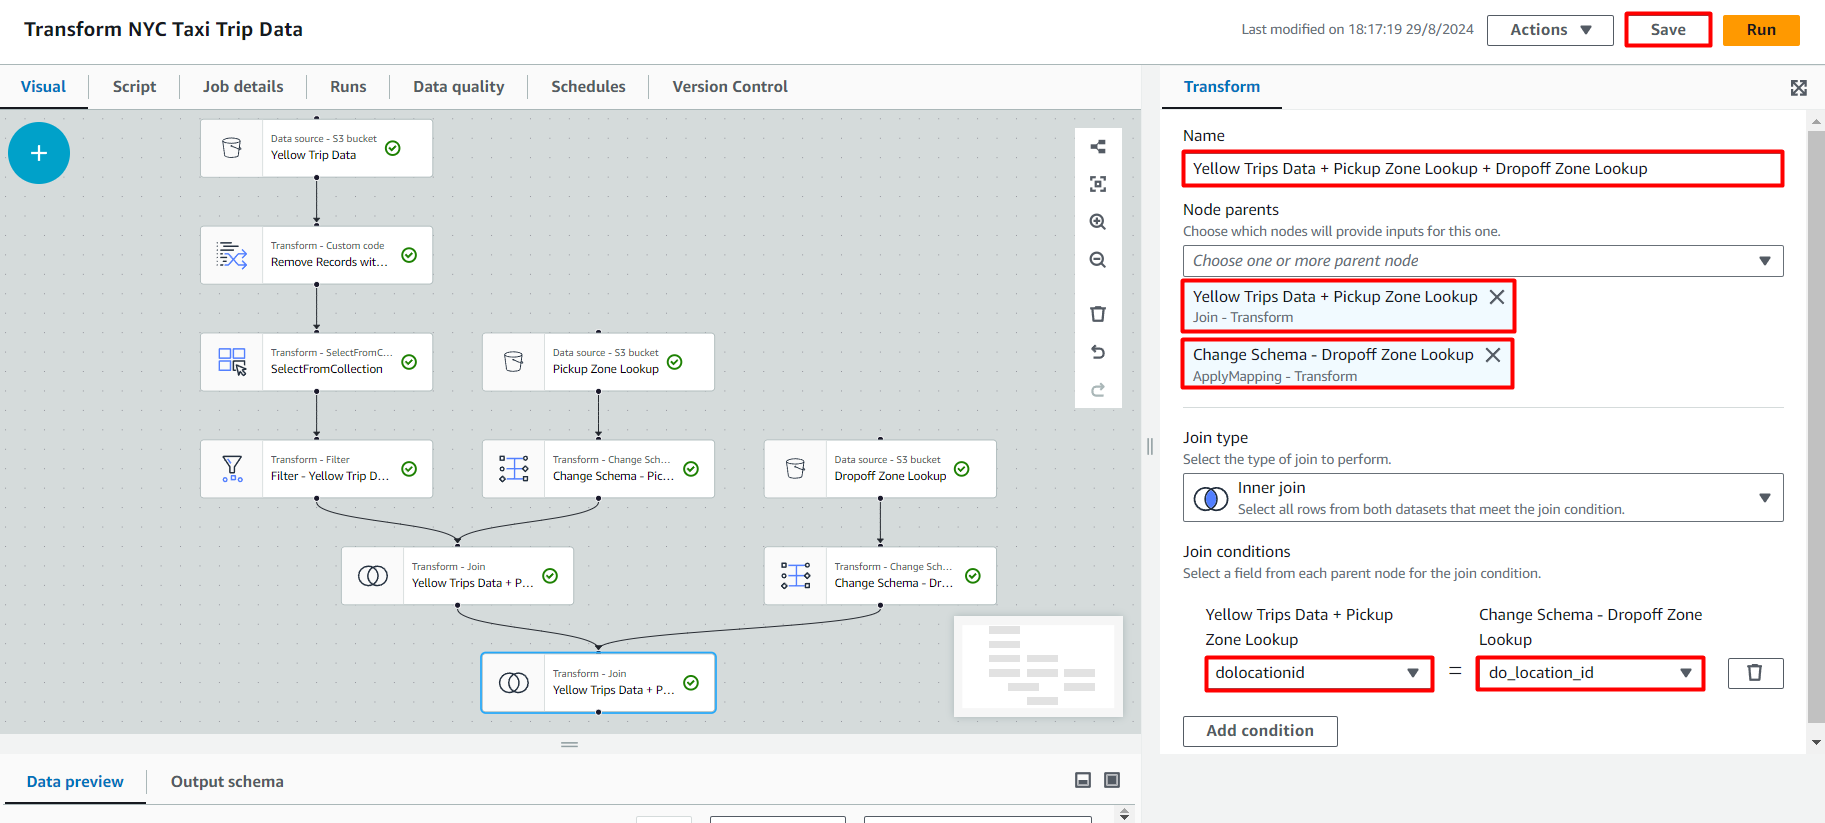 Transform NYC Taxi Trip Data
Last modified on 18:17:19 29/8/2024
Actions
Save
Run
Visual
Script
Job details
Runs
Data quality
Schedules
Version Control
Data source - S3 bucket
Yellow Trip Data
Transform - Custom code
Remove Records wit...
Transform - SelectFromC...
SelectFromCollection
Data source - S3 bucket
Pickup Zone Lookup
Transform - Filter
Filter - Yellow Trip D...
Transform - Change Sch...
Change Schema - Pic...
Data source - S3 bucket
Dropoff Zone Lookup
Transform - Join
Yellow Trips Data + P...
Transform - Change Sch...
Change Schema - Dr...
Transform - Join
Yellow Trips Data + P...
Data preview
Output schema
Transform
Name
Yellow Trips Data + Pickup Zone Lookup + Dropoff Zone Lookup
Node parents
Choose which nodes will provide inputs for this one.
Choose one or more parent node
Yellow Trips Data + Pickup Zone Lookup
Join - Transform
Change Schema - Dropoff Zone Lookup
ApplyMapping - Transform
Join type
Select the type of join to perform.
Inner join
Select all rows from both datasets that meet the join condition.
Join conditions
Select a field from each parent node for the join condition.
Yellow Trips Data + Pickup
Zone Lookup
Change Schema - Dropoff Zone
Lookup
dolocationid
=
do_location_id
Add condition